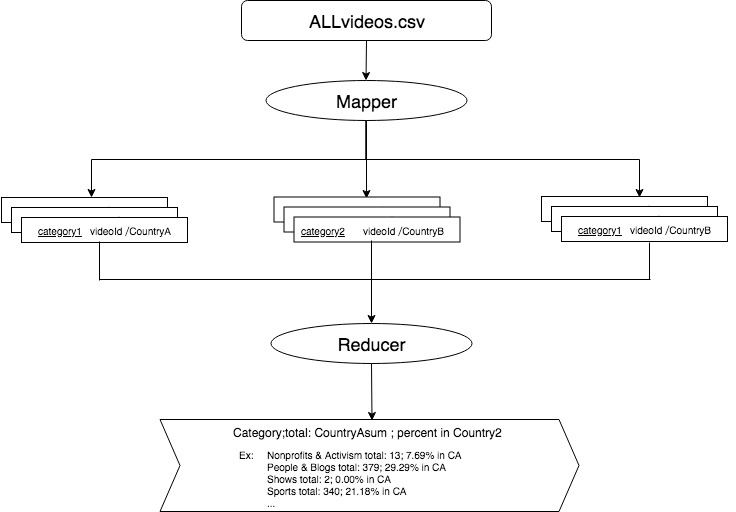 ALLvideos.csv
Mapper
category1 videoId /CountryA
category2 videoId /CountryB
category1 videoId /CountryB
Reducer
Category;total: CountryAsum ; percent in Country2
Ex: Nonprofits & Activism total: 13; 7.69% in CA
People & Blogs total: 379; 29.29% in CA
Shows total: 2; 0.00% in CA
Sports total: 340; 21.18% in CA
...